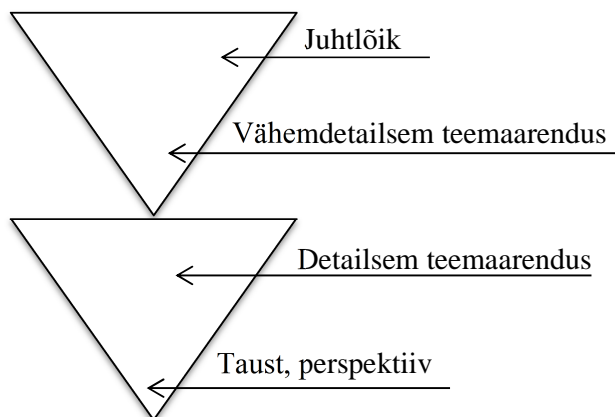 Juhtlõik
Vähemdetailsem teemaarendus
Detailsem teemaarendus
Taust, perspektiiv